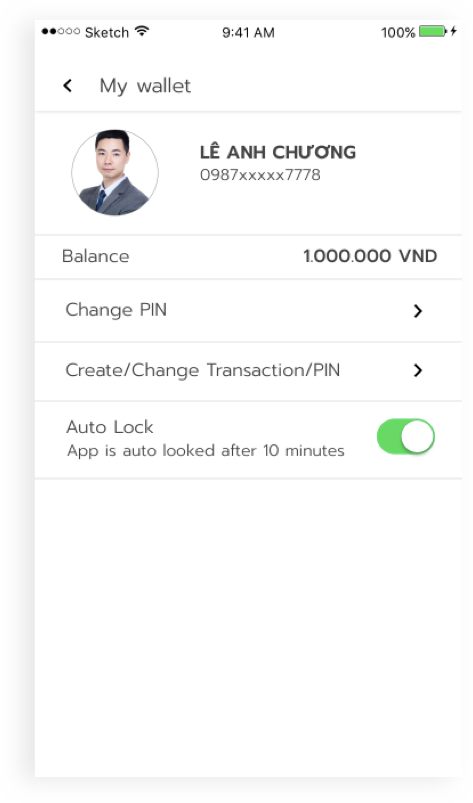 Sketch 9:41 AM 100%
My wallet
LÊ ANH CHƯƠNG
0987xxxxx7778
Balance 1.000.000 VND
Change PIN
Create/Change Transaction/PIN
Auto Lock
App is auto looked after 10 minutes